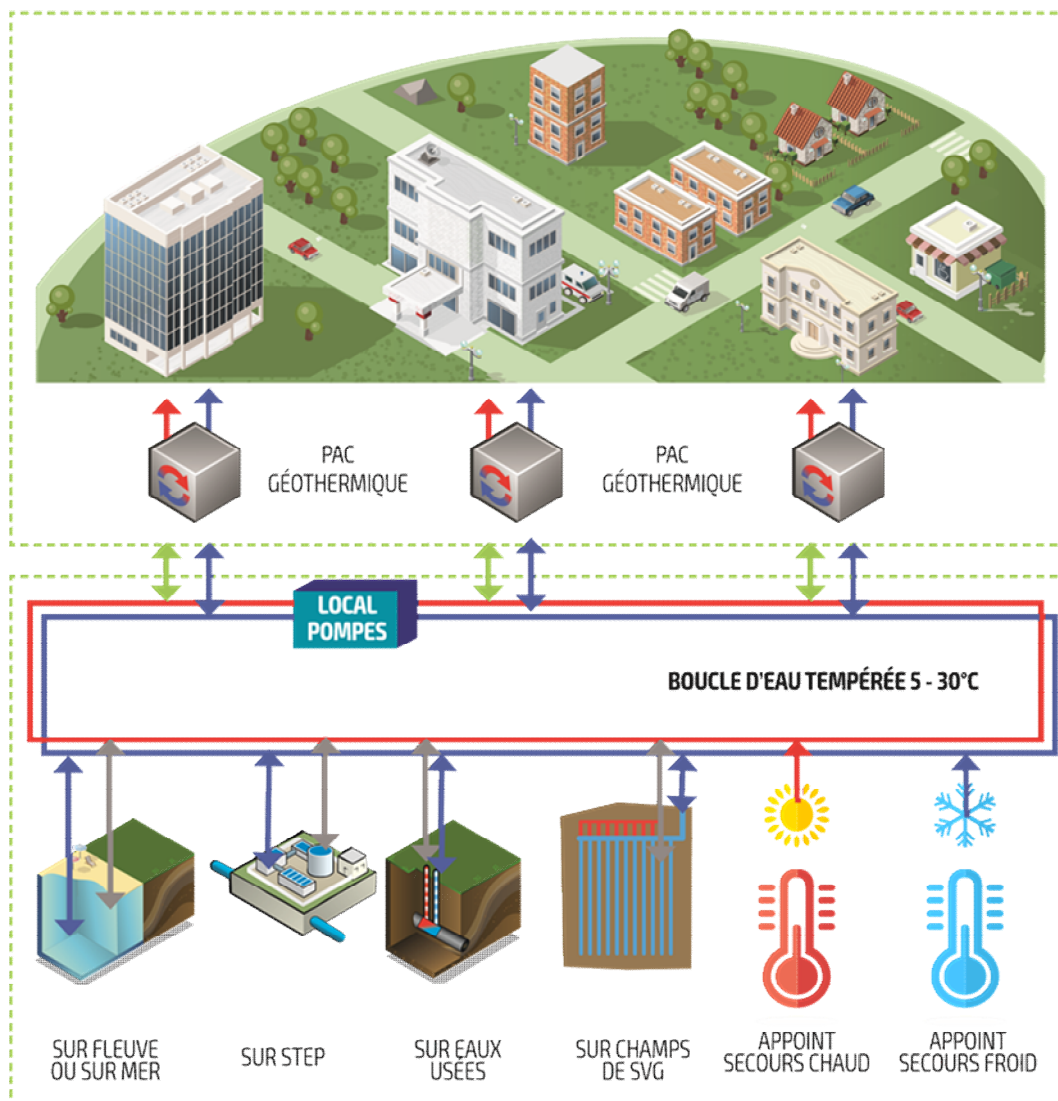 PAC
GÉOTHERMIQUE
PAC
GÉOTHERMIQUE
LOCAL
POMPES
BOUCLE D'EAU TEMPÉRÉE 5 - 30°C
SUR FLEUVE
OU SUR MER
SUR STEP
SUR EAUX
USÉES
SUR CHAMPS
DE SVG
APPOINT
SECOURS CHAUD
APPOINT
SECOURS FROID